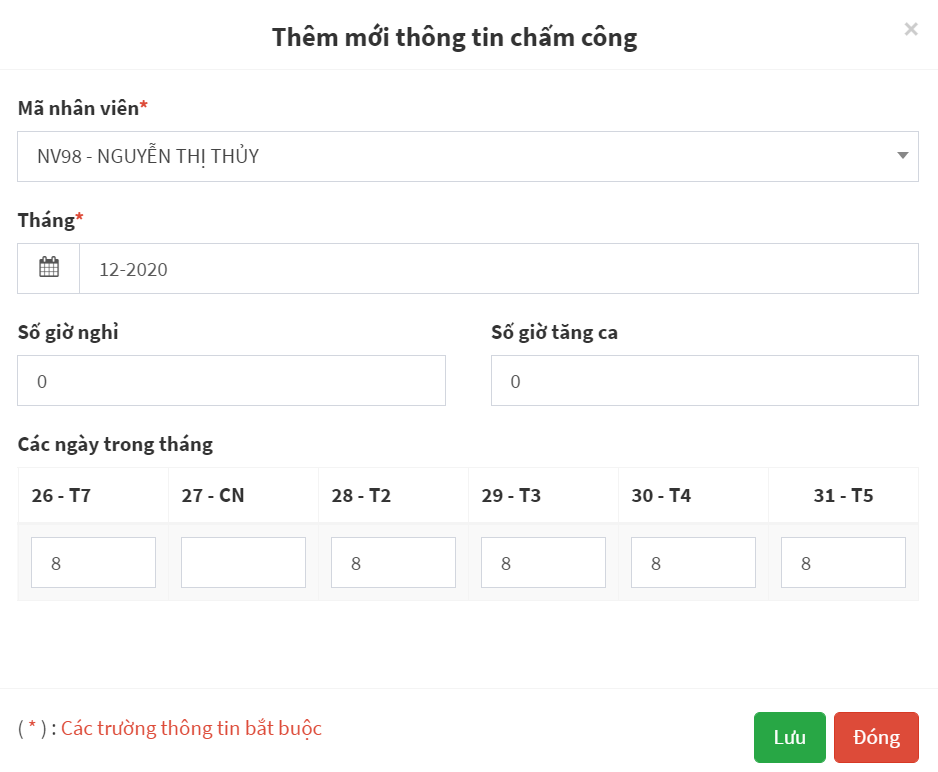 Thêm mới thông tin chấm công
×
Mã nhân viên*
NV98 - NGUYỄN THỊ THỦY
Tháng*
12-2020
Số giờ nghỉ Số giờ tăng ca
0 0
Các ngày trong tháng
26 - T7 27 - CN 28 - T2 29 - T3 30 - T4 31 - T5
8 8 8 8 8
( * ) : Các trường thông tin bắt buộc
Lưu Đóng